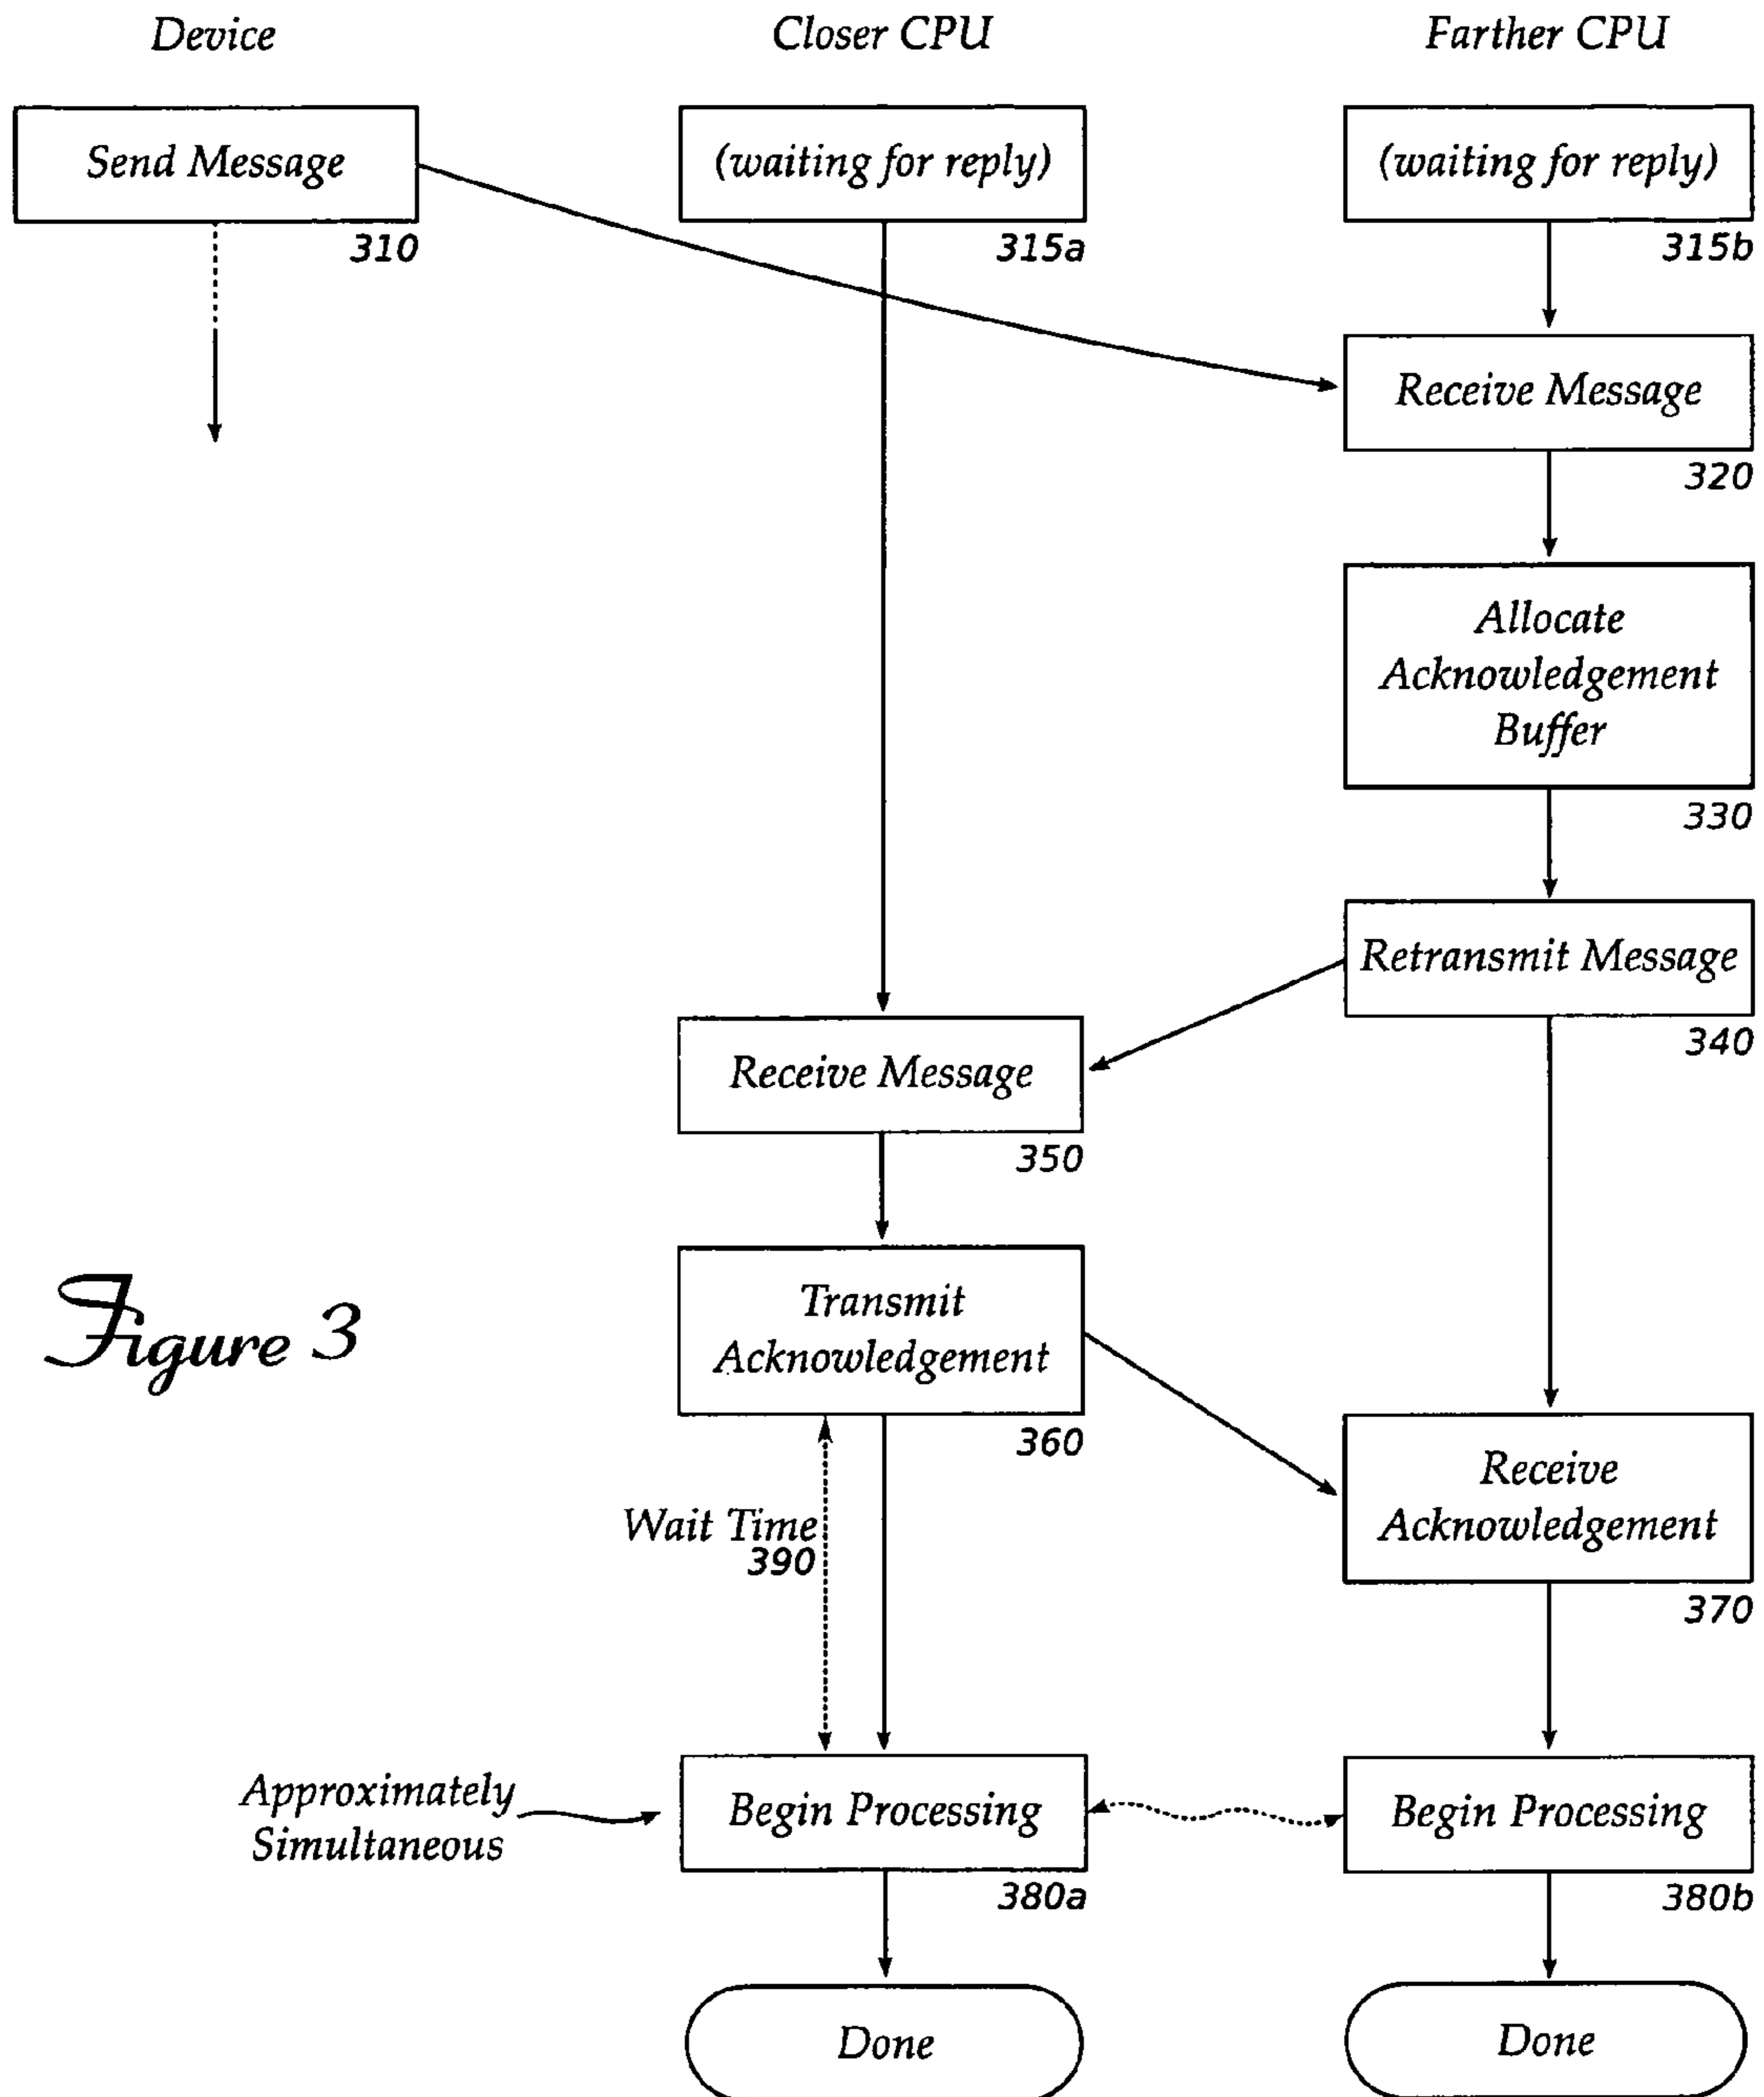 Device
Closer CPU
Farther CPU
Send Message
310
(waiting for reply)
315a
(waiting for reply)
315b
Receive Message
320
Allocate
Acknowledgement
Buffer
330
Retransmit Message
340
Receive Message
350
Transmit
Acknowledgement
360
Figure 3
Receive
Acknowledgement
370
Wait Time
390
Approximately
Simultaneous
Begin Processing
380a
Begin Processing
380b
Done
Done